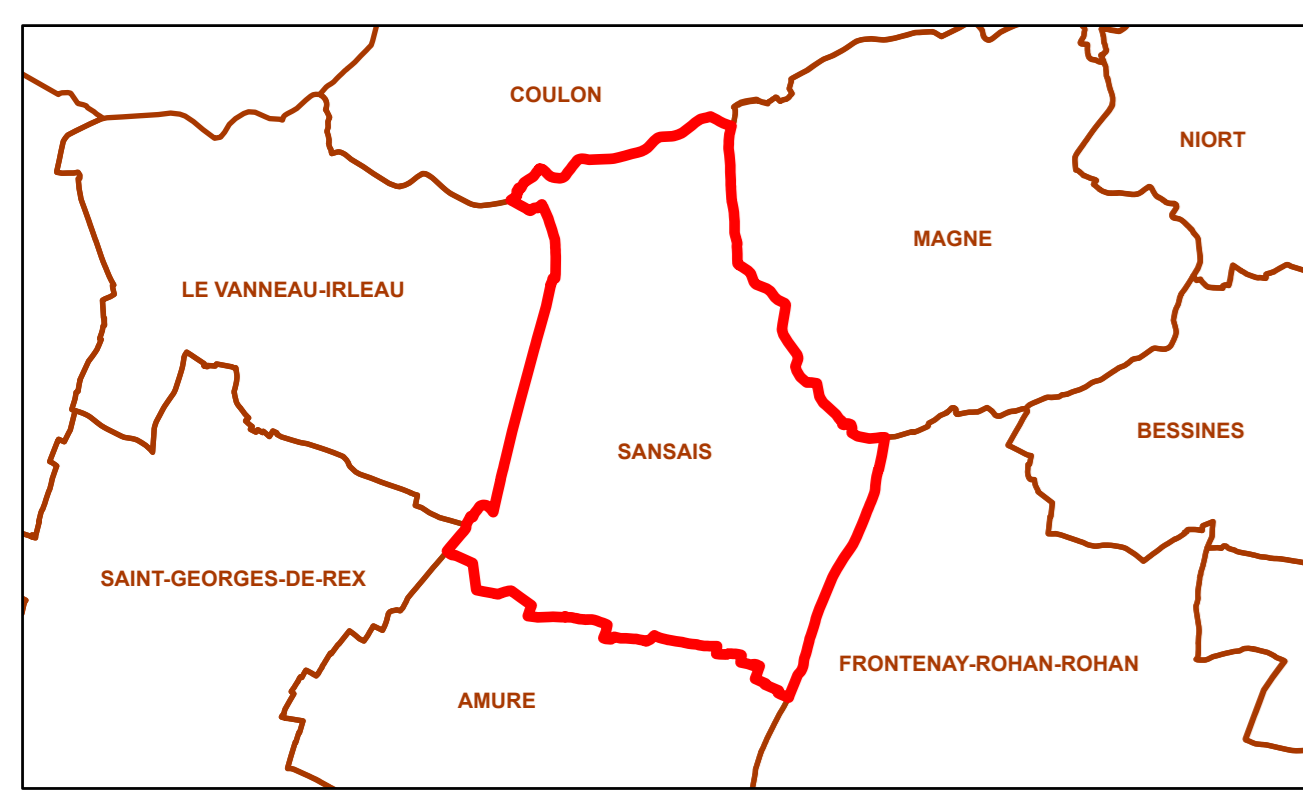 COULON
NIORT
MAGNE
LE VANNEAU-IRLEAU
BESSINES
SANSAIS
SAINT-GEORGES-DE-REX
FRONTENAY-ROHAN-ROHAN
AMURE